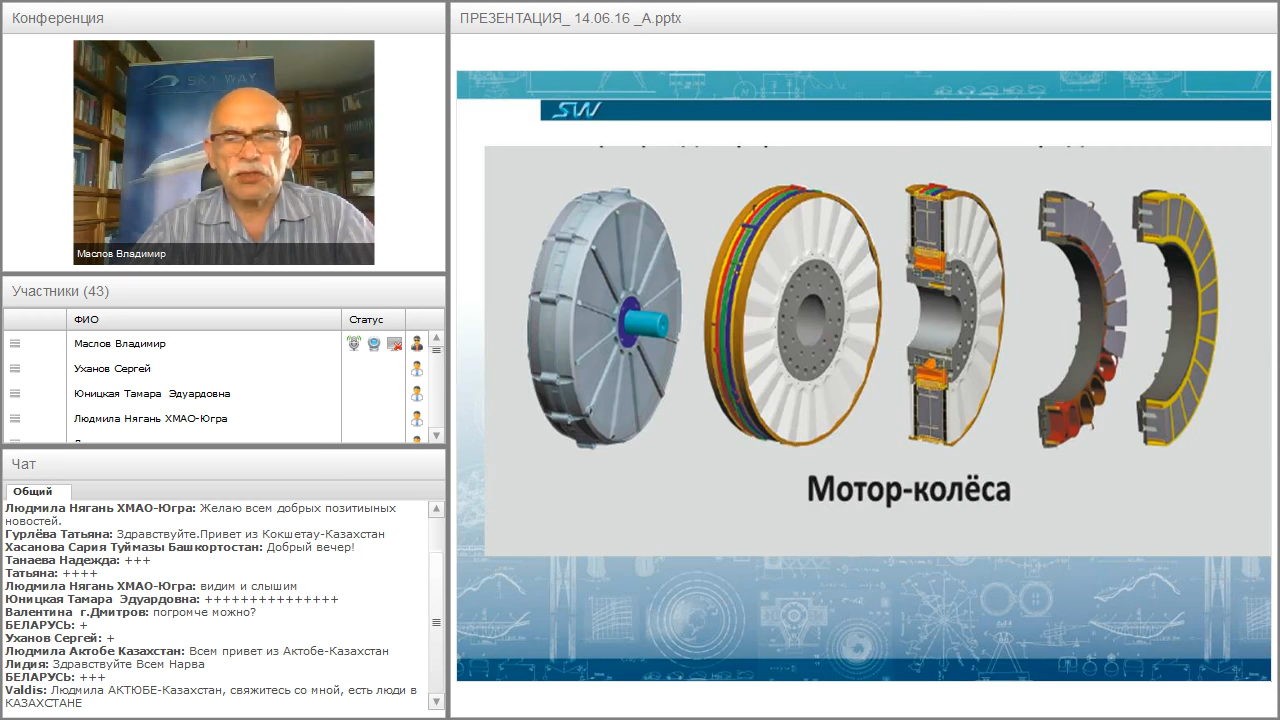 Конференция
SKY WAY
Маслов Владимир
Участники (43)
ФИО
Статус
Маслов Владимир
Уханов Сергей
Юницкая Тамара Эдуардовна
Людмила Нягань ХМАО-Югра
Чат
Общий
Людмила Нягань ХМАО-Югра: Желаю всем добрых позитиыных
новостей.
Гурлёва Татьяна: Здравствуйте.Привет из Кокшетау-Казахстан
Хасанова Сария Туймазы Башкортостан: Добрый вечер!
Танаева Надежда: +++
Татьяна: ++++
Людмила Нягань ХМАО-Югра: видим и слышим
Юницкая Тамара Эдуардовна: +++++++++++++++
Валентина г.Дмитров: погромче можно?
БЕЛАРУСЬ: +
Уханов Сергей: +
Людмила Актобе Казахстан: Всем привет из Актобе-Казахстан
Лидия: Здравствуйте Всем Нарва
БЕЛАРУСЬ: +++
Valdis: Людмила АКТЮБЕ-Казахстан, свяжитесь со мной, есть люди в
КАЗАХСТАНЕ
ПРЕЗЕНТАЦИЯ_ 14.06.16 _А.pptx
SW
Мотор-колёса